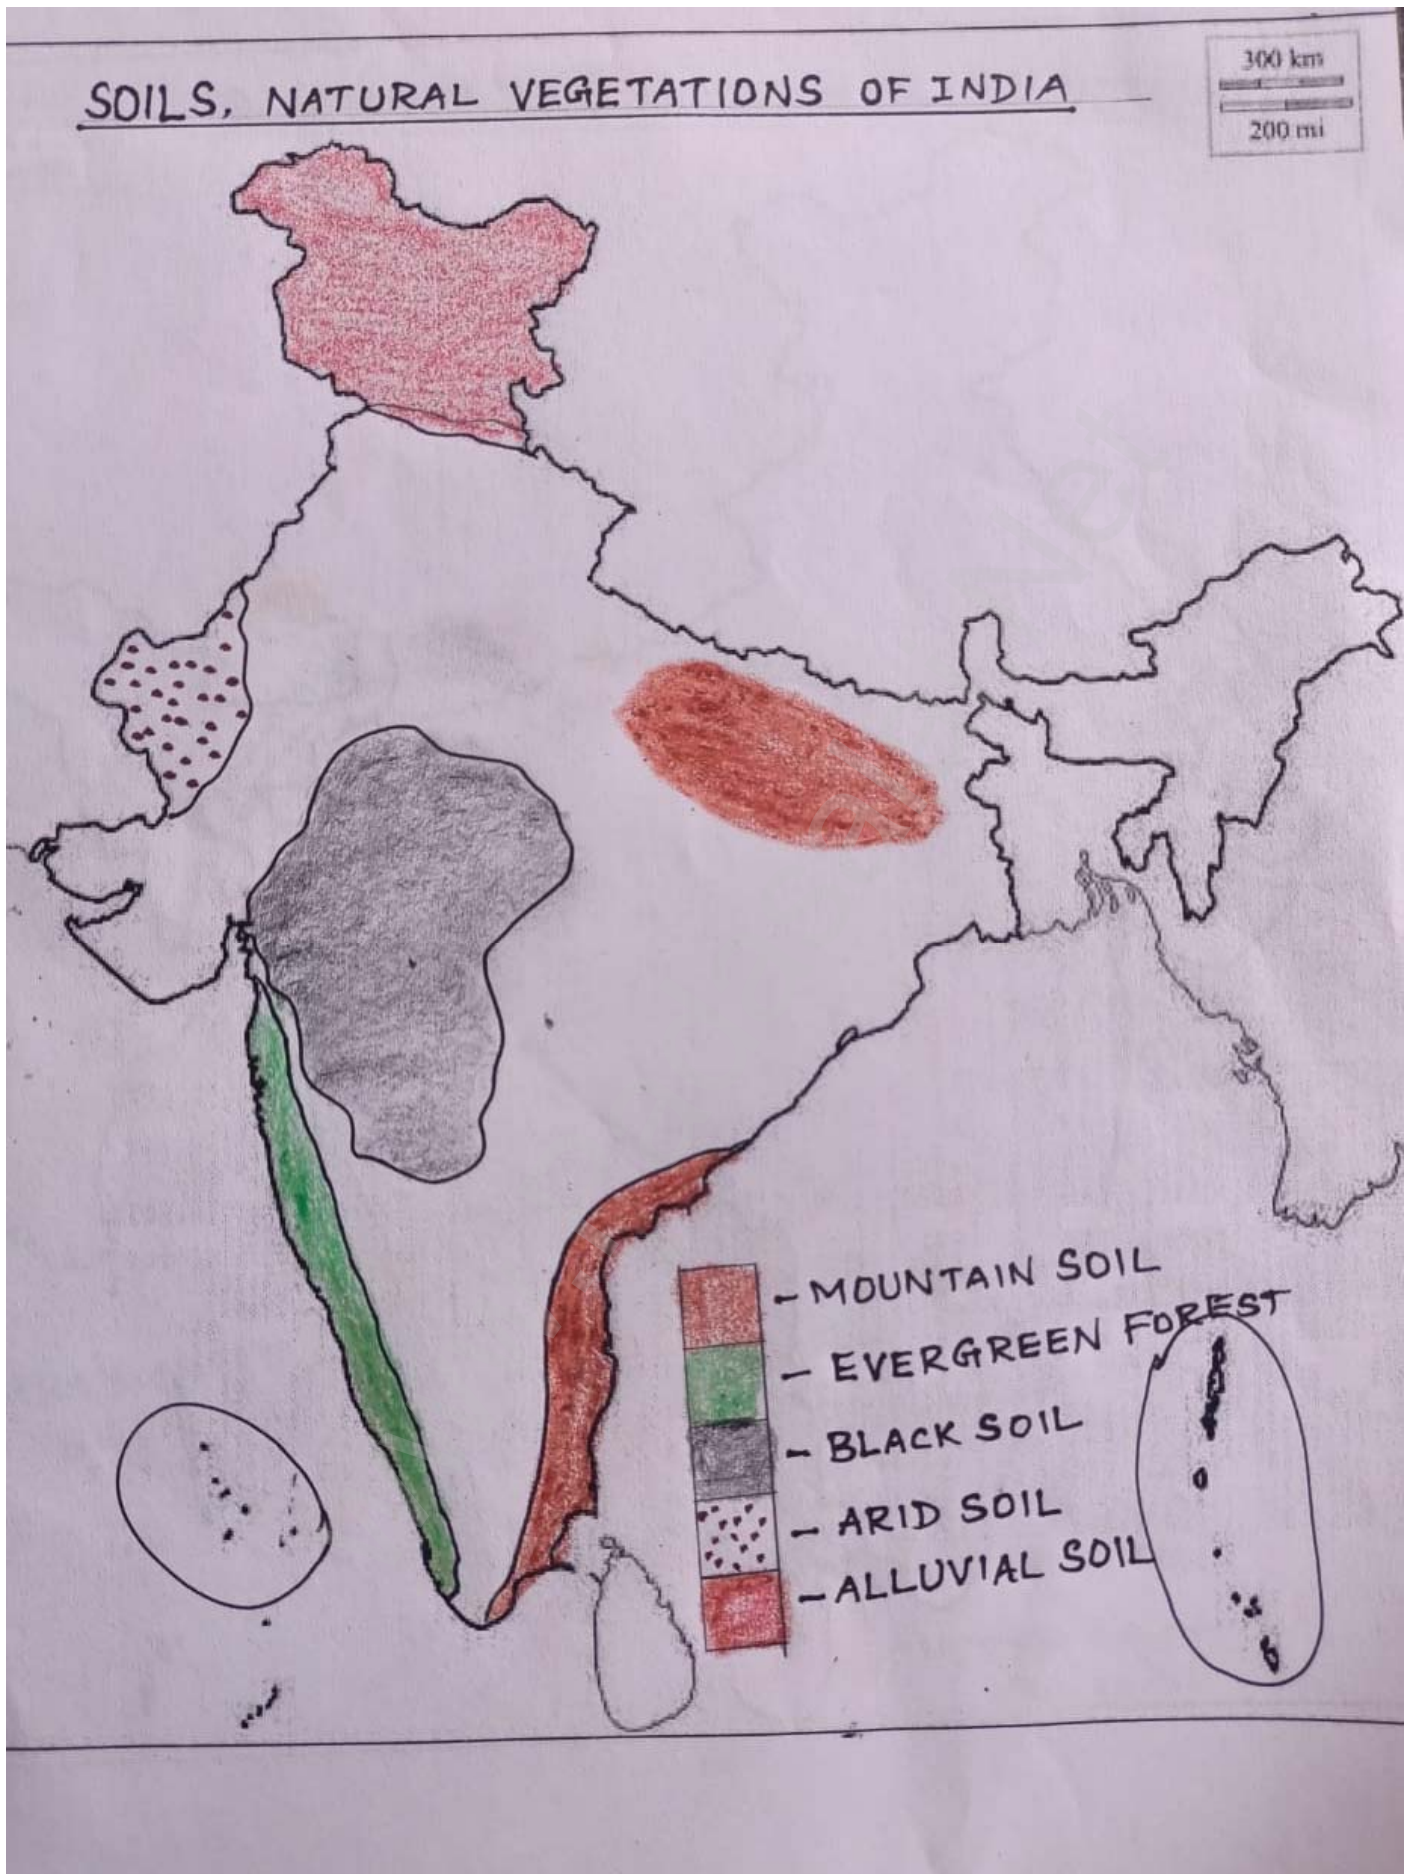 300 km
200 mi
SOILS, NATURAL VEGETATIONS OF INDIA
- MOUNTAIN SOIL
- EVERGREEN FOREST
- BLACK SOIL
- ARID SOIL
- ALLUVIAL SOIL